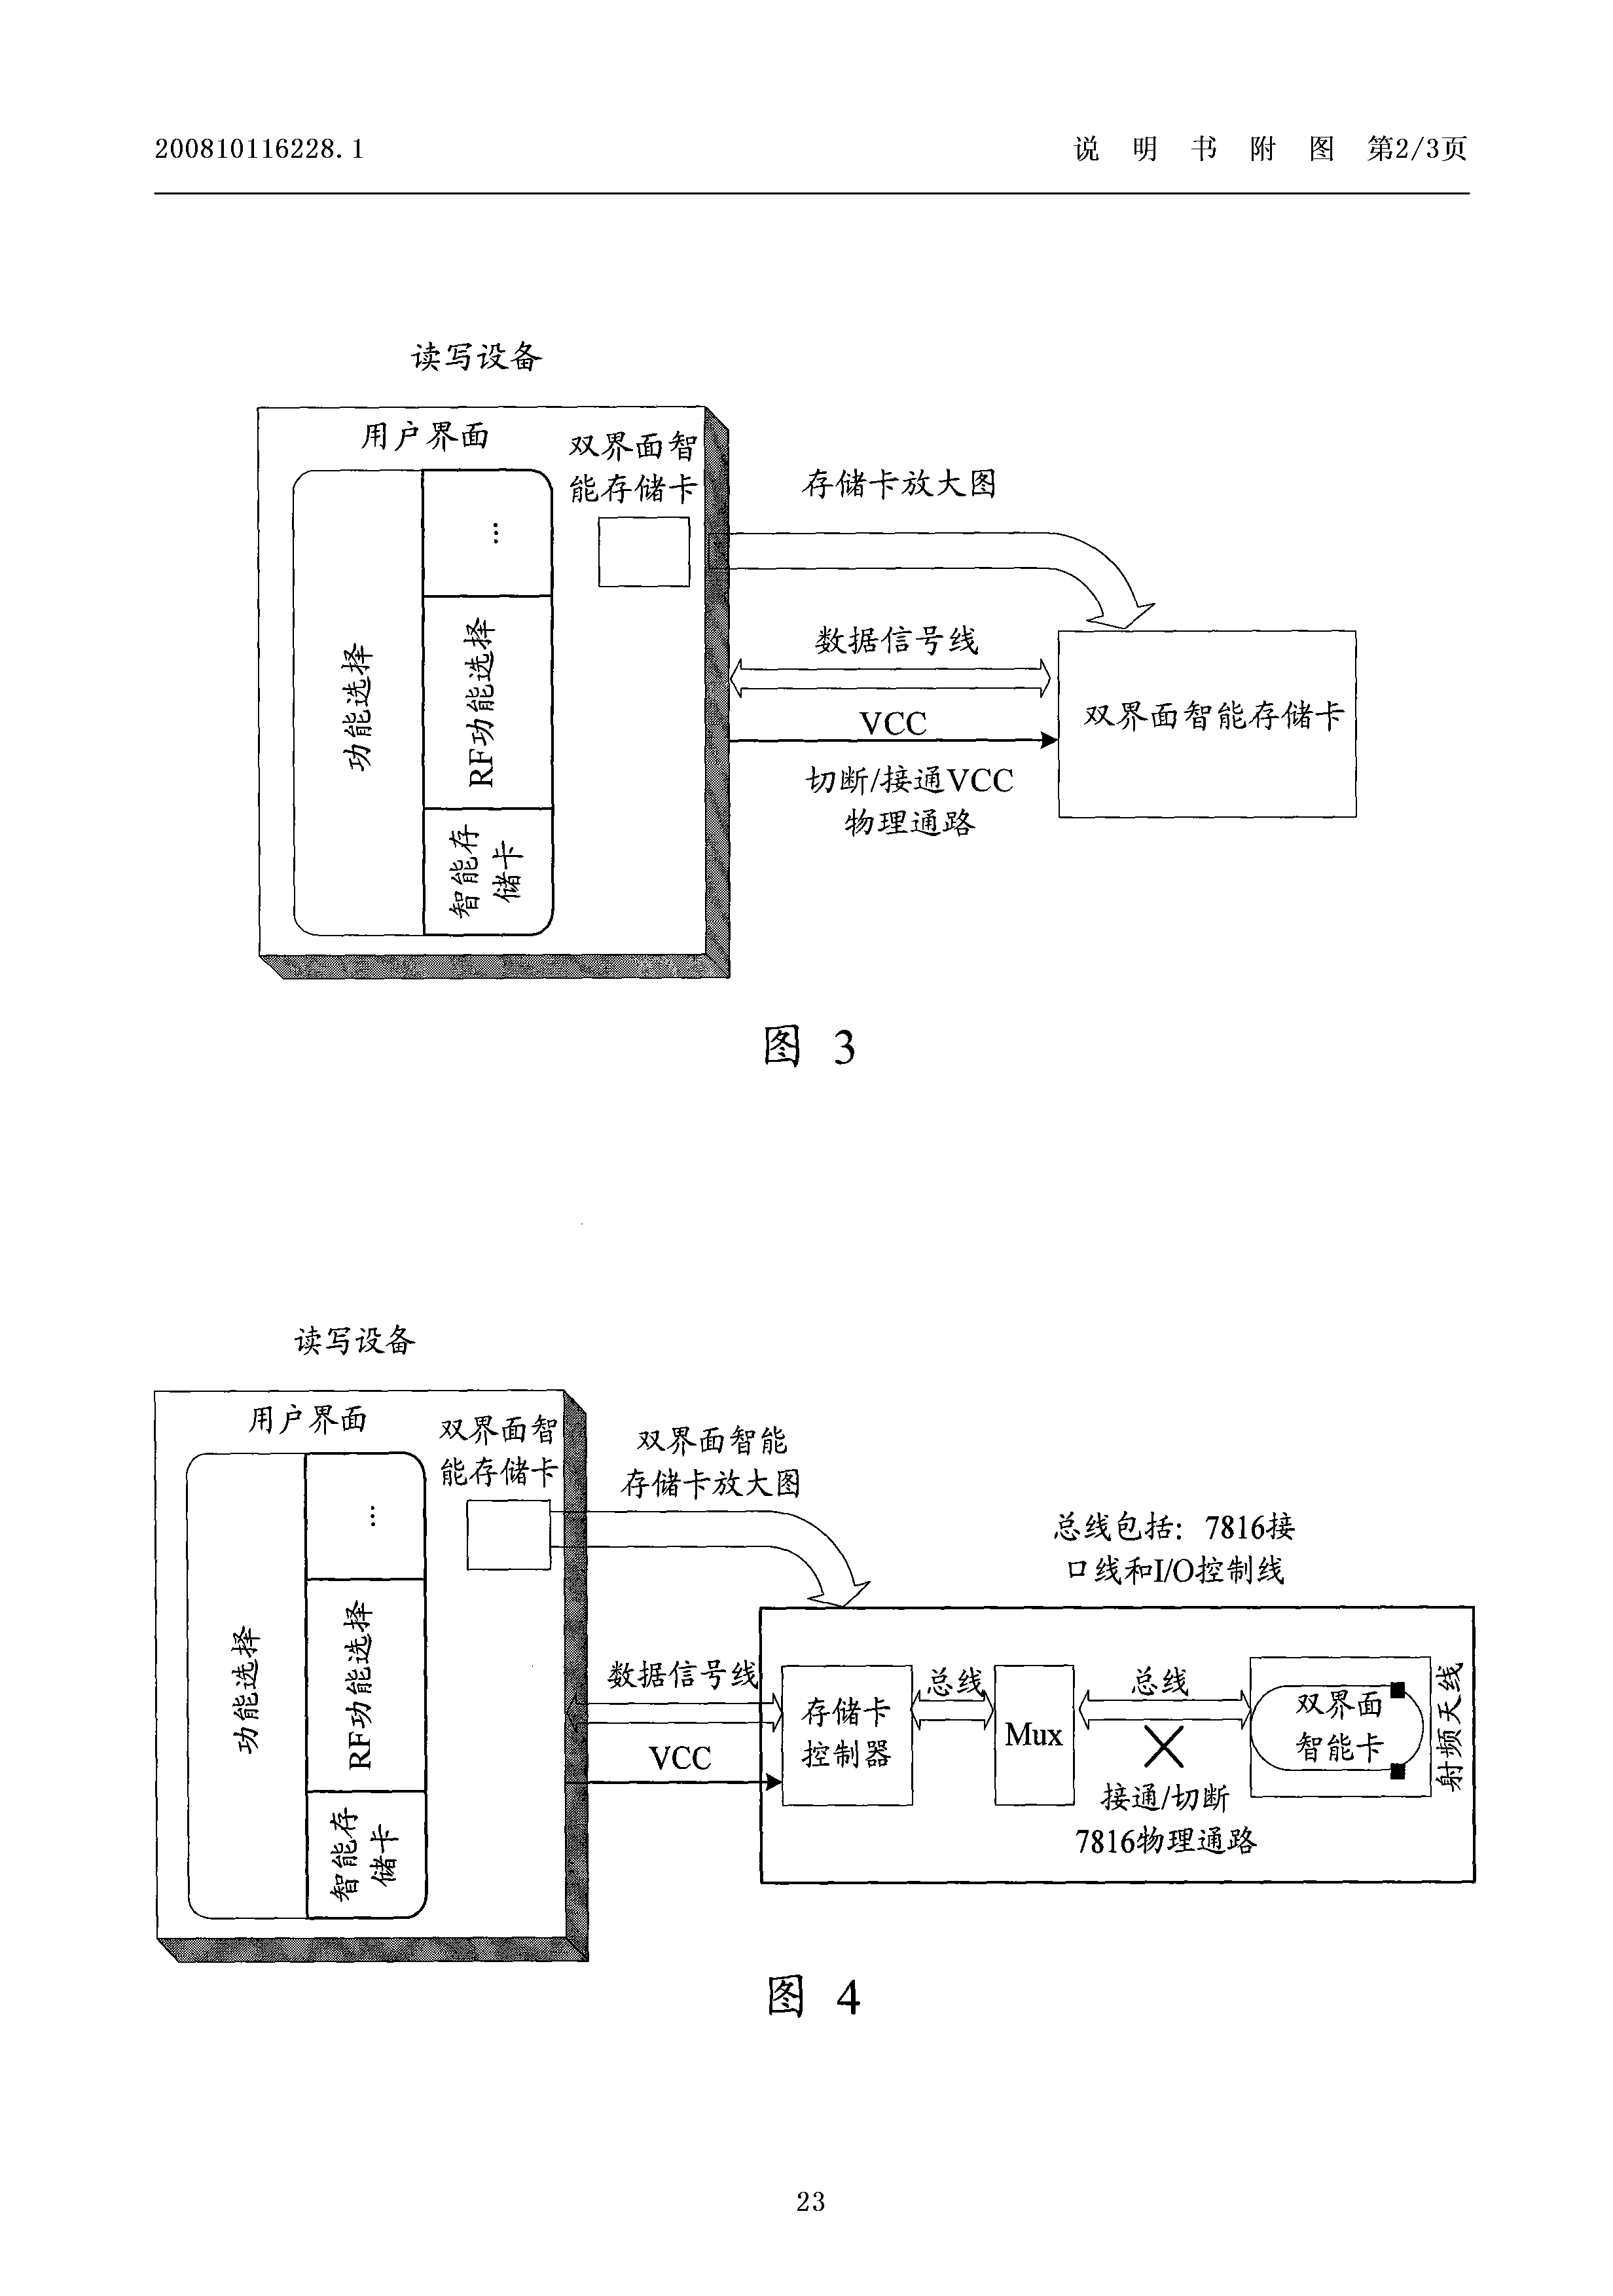 200810116228.1
说 明 书 附 图 第2/3页
读写设备
用户界面
双界面智
能存储卡
…
功能选择
RF功能选择
智能存
储卡
存储卡放大图
数据信号线
VCC
切断/接通VCC
物理通路
双界面智能存储卡
图 3
读写设备
用户界面
双界面智
能存储卡
…
功能选择
RF功能选择
智能存
储卡
双界面智能
存储卡放大图
总线包括：7816接
口线和I/O控制线
数据信号线
VCC
存储卡
控制器
总线
Mux
总线
接通/切断
7816物理通路
双界面
智能卡
射频天线
图 4
23